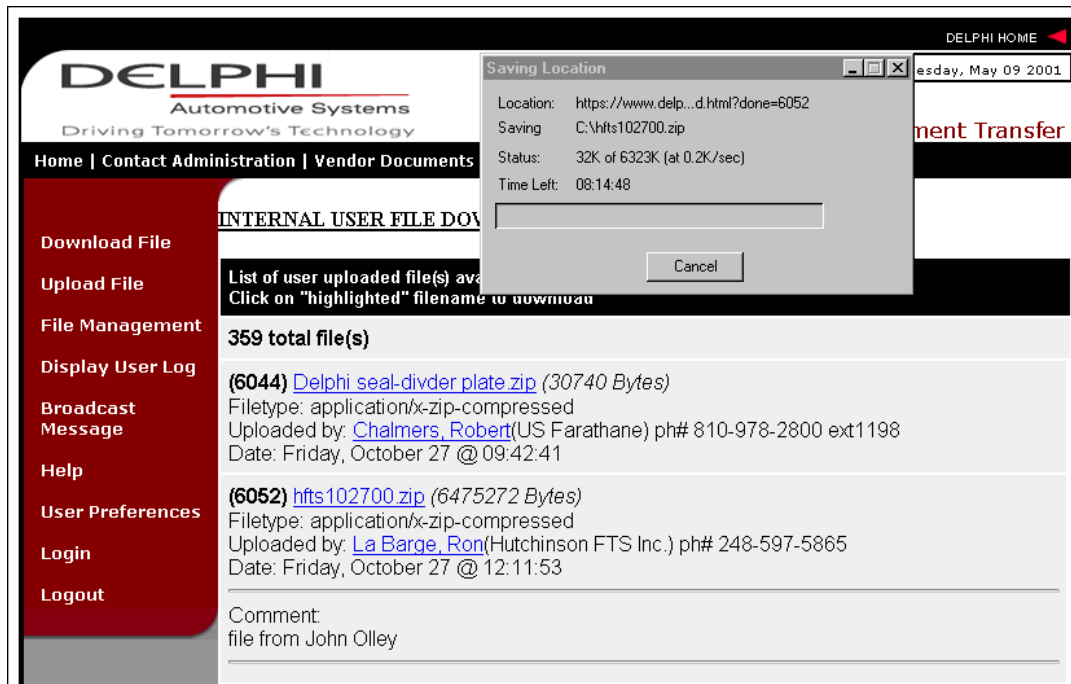 DELPHI HOME
DELPHI
Automotive Systems
Driving Tomorrow's Technology
esday, May 09 2001
ment Transfer
Home | Contact Administration | Vendor Documents
Saving Location
Location: https://www.delp...d.html?done=6052
Saving C:\hfts102700.zip
Status: 32K of 6323K (at 0.2K/sec)
Time Left: 08:14:48
Cancel
Download File
Upload File
File Management
Display User Log
Broadcast
Message
Help
User Preferences
Login
Logout
INTERNAL USER FILE DOW
List of user uploaded file(s) ava
Click on "highlighted" filename to download
359 total file(s)
(6044) Delphi seal-divder plate.zip (30740 Bytes)
Filetype: application/x-zip-compressed
Uploaded by: Chalmers, Robert(US Farathane) ph# 810-978-2800 ext1198
Date: Friday, October 27 @ 09:42:41
(6052) hfts102700.zip (6475272 Bytes)
Filetype: application/x-zip-compressed
Uploaded by: La Barge, Ron(Hutchinson FTS Inc.) ph# 248-597-5865
Date: Friday, October 27 @ 12:11:53
Comment:
file from John Olley